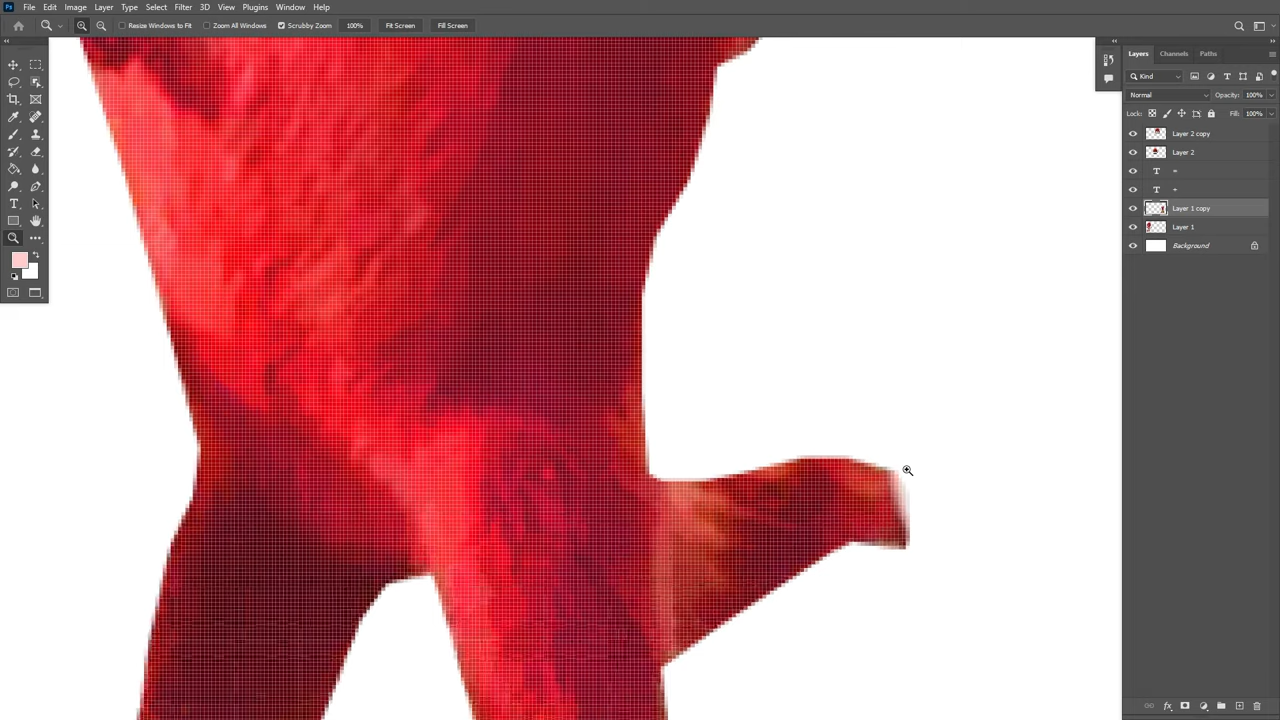 Ps File Edit Image Layer Type Select Filter 3D View Plugins Window Help
Resize Windows to Fit Zoom All Windows Scrubby Zoom 100% Fit Screen Fill Screen
Layers Channels Paths
Kind
Normal Opacity: 100%
Lock: Fill: 100%
Layer 2 copy
Layer 2
T =
T +
Layer 1 copy
Layer 1
Background